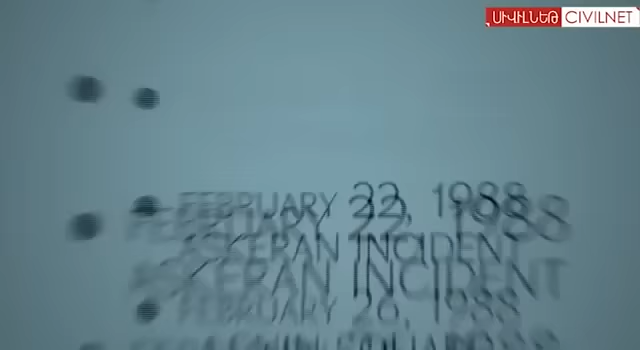 ՍԻՎԻԼՆԵԹ CIVILNET
FEBRUARY 22, 1988
ASKERAN INCIDENT
FEBRUARY 26, 1988